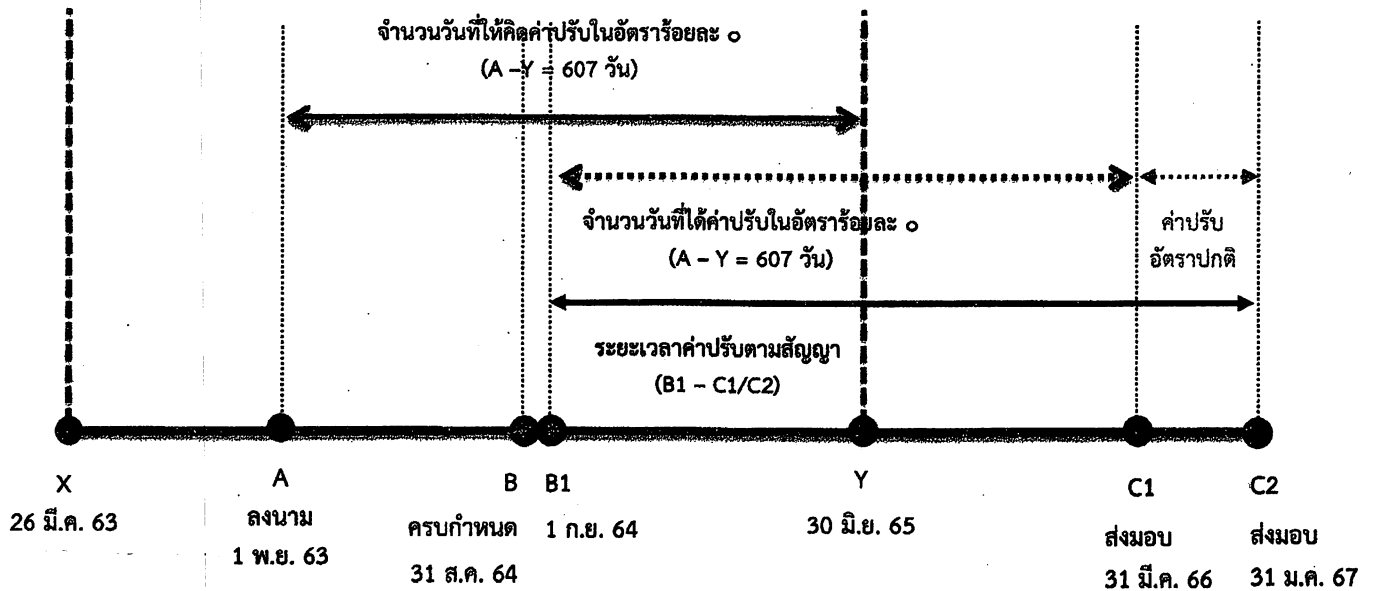 จำนวนวันที่ให้คิดค่าปรับในอัตราร้อยละ ๐
(A –Y = 607 วัน)
จำนวนวันที่ได้ค่าปรับในอัตราร้อยละ ๐
(A – Y = 607 วัน)
ค่าปรับ
อัตราปกติ
ระยะเวลาค่าปรับตามสัญญา
(B1 – C1/C2)
X
26 มี.ค. 63
A
ลงนาม
1 พ.ย. 63
B
ครบกำหนด
31 ส.ค. 64
B1
1 ก.ย. 64
Y
30 มิ.ย. 65
C1
ส่งมอบ
31 มี.ค. 66
C2
ส่งมอบ
31 ม.ค. 67